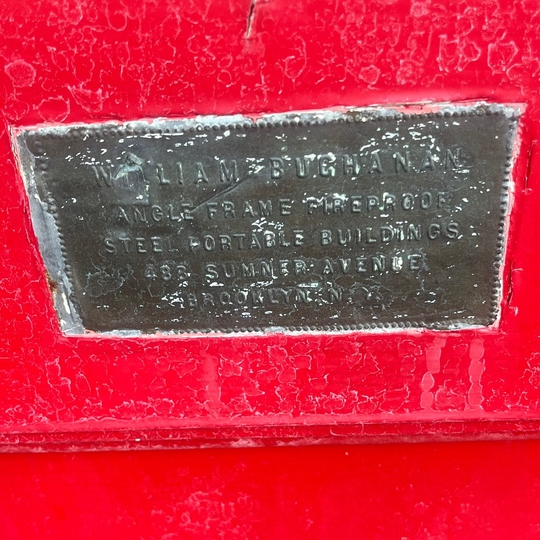 WILLIAM BUCHANAN
ANGLE FRAME FIREPROOF
STEEL PORTABLE BUILDINGS
SUMNER AVENUE
BROOKLYN. N.Y.